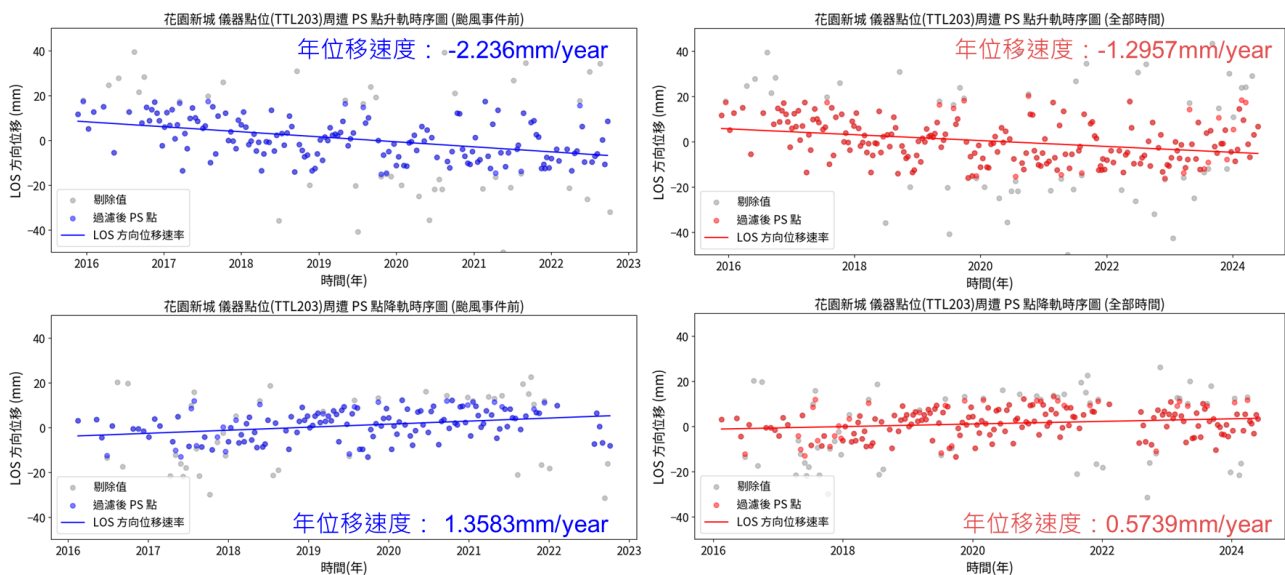 花園新城 儀器點位(TTL203)周遭 PS 點升軌時序圖 (颱風事件前)
年位移速度： -2.236mm/year
LOS 方向位移 (mm)
40
20
0
−20
−40
剔除值
過濾後 PS 點
LOS 方向位移速率
2016 2017 2018 2019 2020 2021 2022 2023
時間(年)
花園新城 儀器點位(TTL203)周遭 PS 點升軌時序圖 (全部時間)
年位移速度： -1.2957mm/year
LOS 方向位移 (mm)
40
20
0
−20
−40
剔除值
過濾後 PS 點
LOS 方向位移速率
2016 2018 2020 2022 2024
時間(年)
花園新城 儀器點位(TTL203)周遭 PS 點降軌時序圖 (颱風事件前)
LOS 方向位移 (mm)
40
20
0
−20
−40
剔除值
過濾後 PS 點
LOS 方向位移速率
年位移速度： 1.3583mm/year
2016 2017 2018 2019 2020 2021 2022 2023
時間(年)
花園新城 儀器點位(TTL203)周遭 PS 點降軌時序圖 (全部時間)
LOS 方向位移 (mm)
40
20
0
−20
−40
剔除值
過濾後 PS 點
LOS 方向位移速率
年位移速度：0.5739mm/year
2016 2018 2020 2022 2024
時間(年)